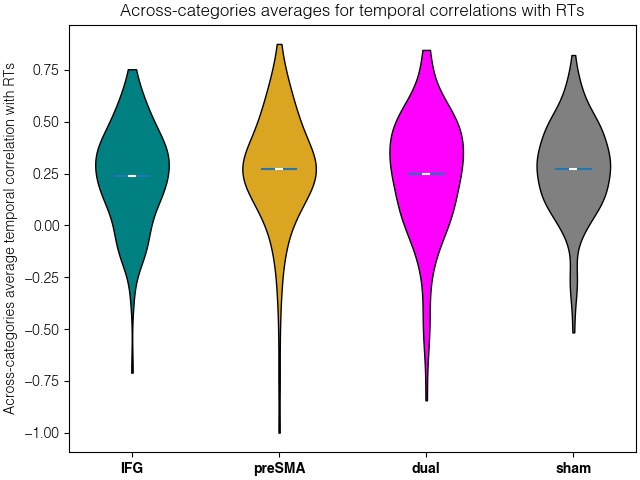 Across-categories averages for temporal correlations with RTs
Across-categories average temporal correlation with RTs
0.75
0.50
0.25
0.00
−0.25
−0.50
−0.75
−1.00
IFG
preSMA
dual
sham